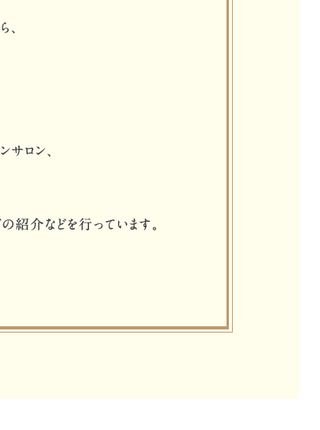 ら、
ンサロン、
の紹介などを行っています。